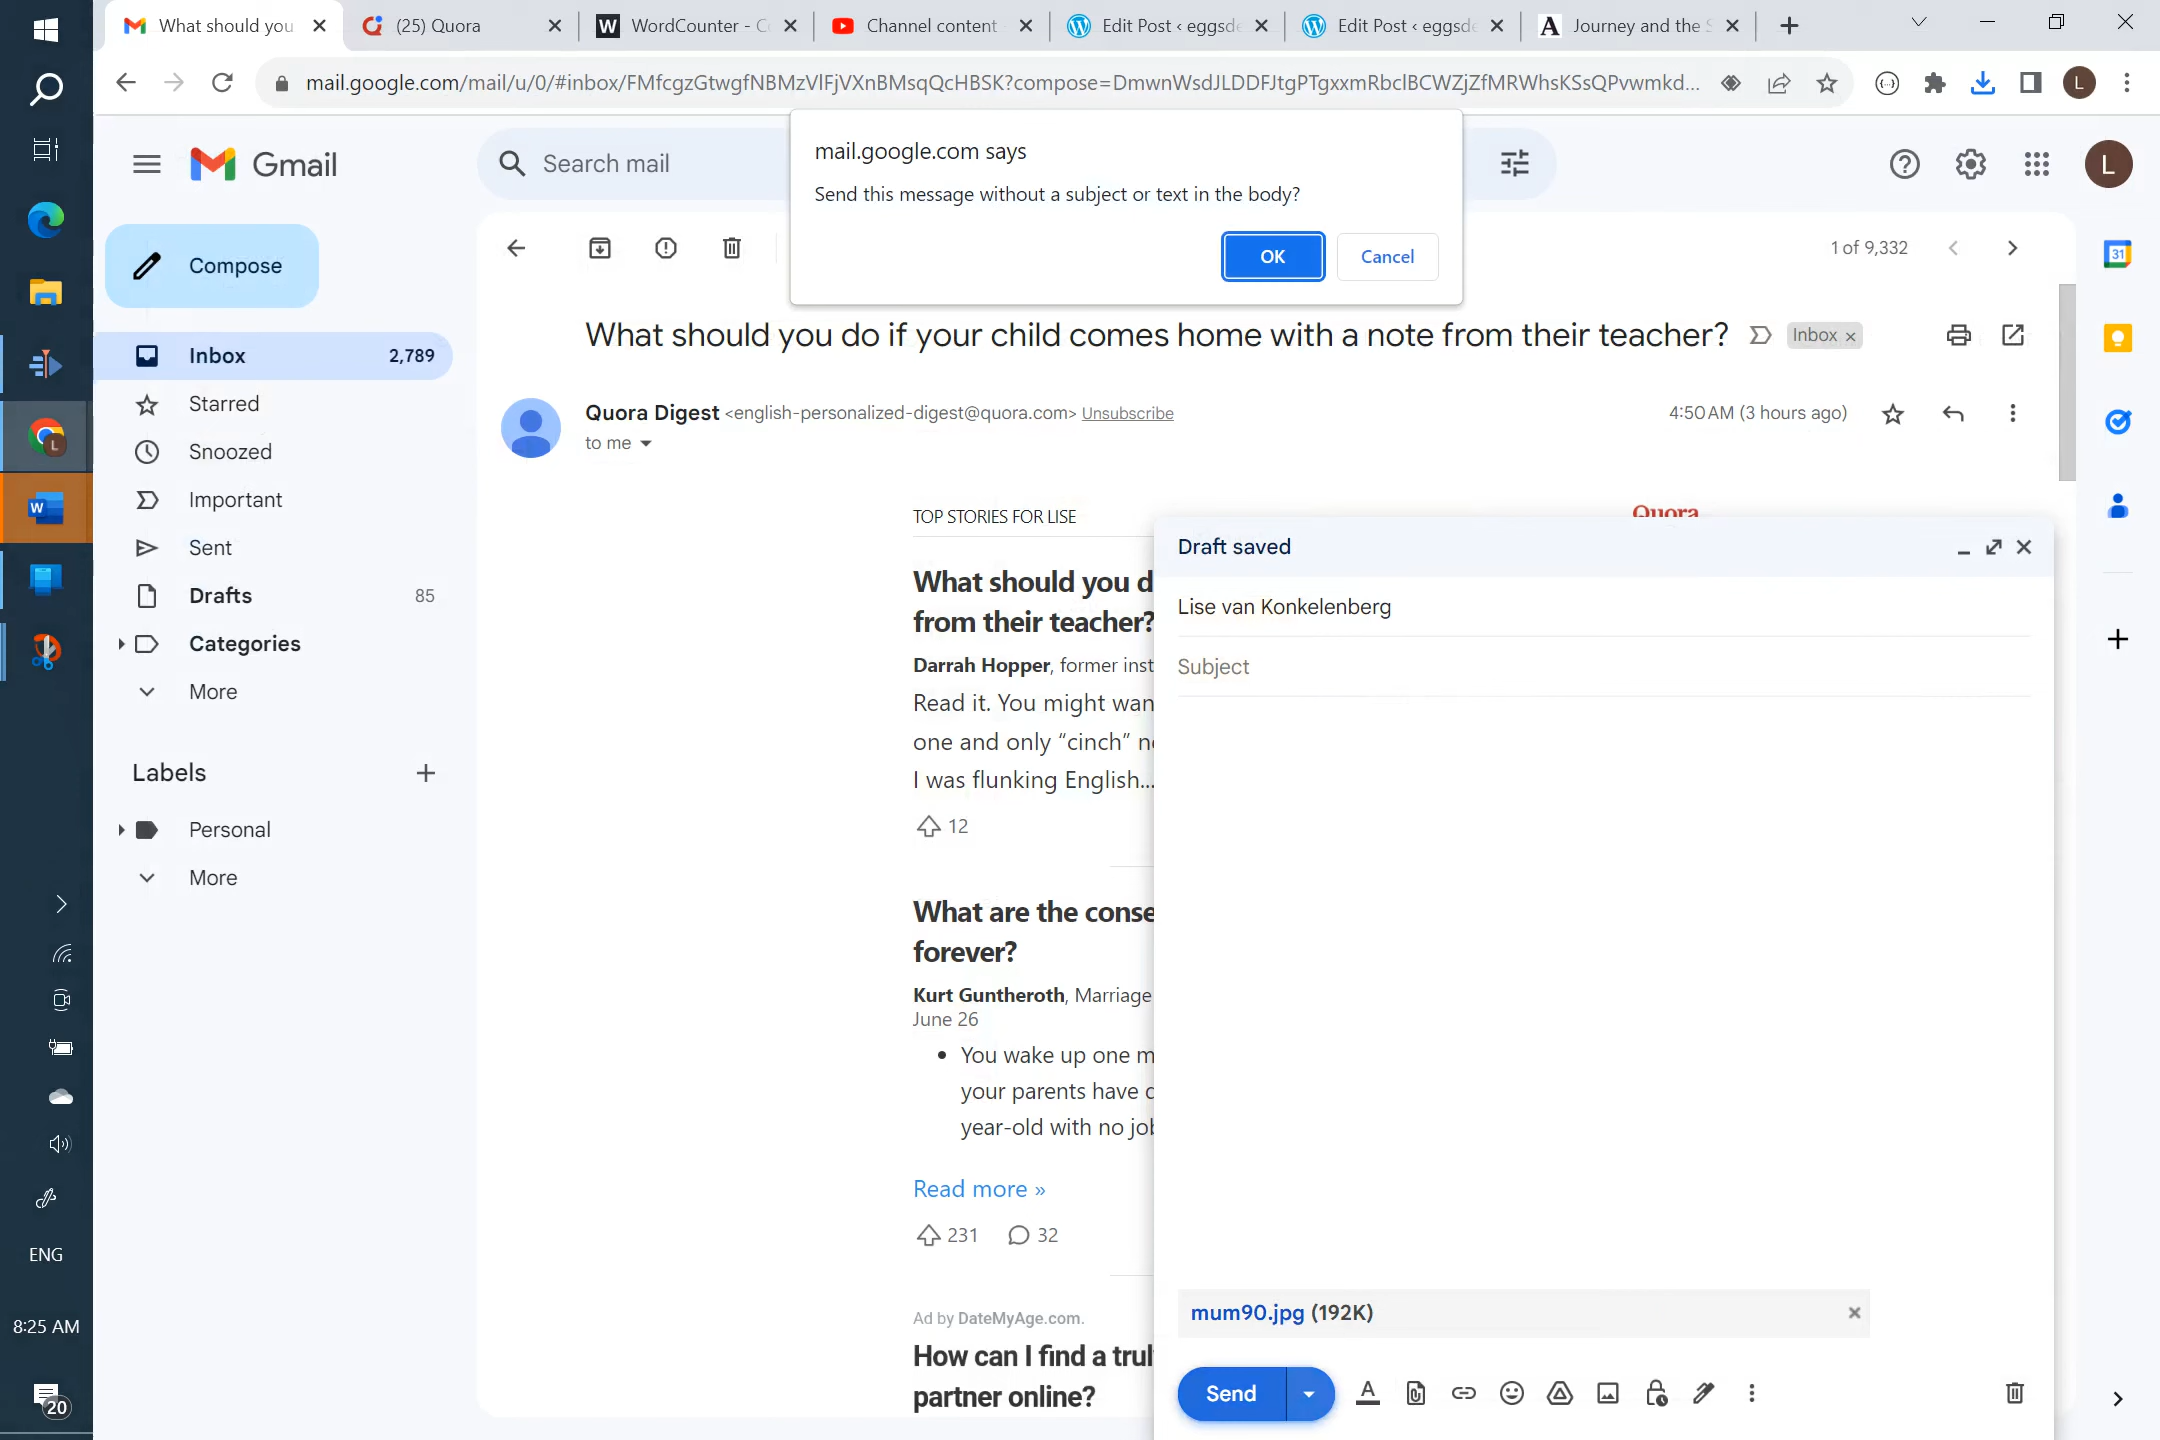 What should you
(25) Quora
WordCounter - C
Channel content
Edit Post ‹ eggsde
Edit Post ‹ eggsde
Journey and the S
mail.google.com/mail/u/0/#inbox/FMfcgzGtwgfNBMzVlFjVXnBMsqQcHBSK?compose=DmwnWsdJLDDFJtgPTgxxmRbclBCWZjZfMRWhsKSsQPvwmkd...
L
Gmail
Search mail
mail.google.com says
Send this message without a subject or text in the body?
OK
Cancel
L
Compose
1 of 9,332
Inbox 2,789
Starred
Snoozed
Important
Sent
Drafts 85
Categories
More
Labels
Personal
More
What should you do if your child comes home with a note from their teacher?
Inbox
Quora Digest <english-personalized-digest@quora.com> Unsubscribe
4:50 AM (3 hours ago)
to me
TOP STORIES FOR LISE
Quora
What should you d
from their teacher?
Darrah Hopper, former inst
Read it. You might wan
one and only “cinch” n
I was flunking English...
12
What are the conse
forever?
Kurt Guntheroth, Marriage
June 26
You wake up one m
your parents have
year-old with no jo
Read more »
231
32
Ad by DateMyAge.com.
How can I find a trul
partner online?
Draft saved
Lise van Konkelenberg
Subject
mum90.jpg (192K)
Send
31
ENG
8:25 AM
20